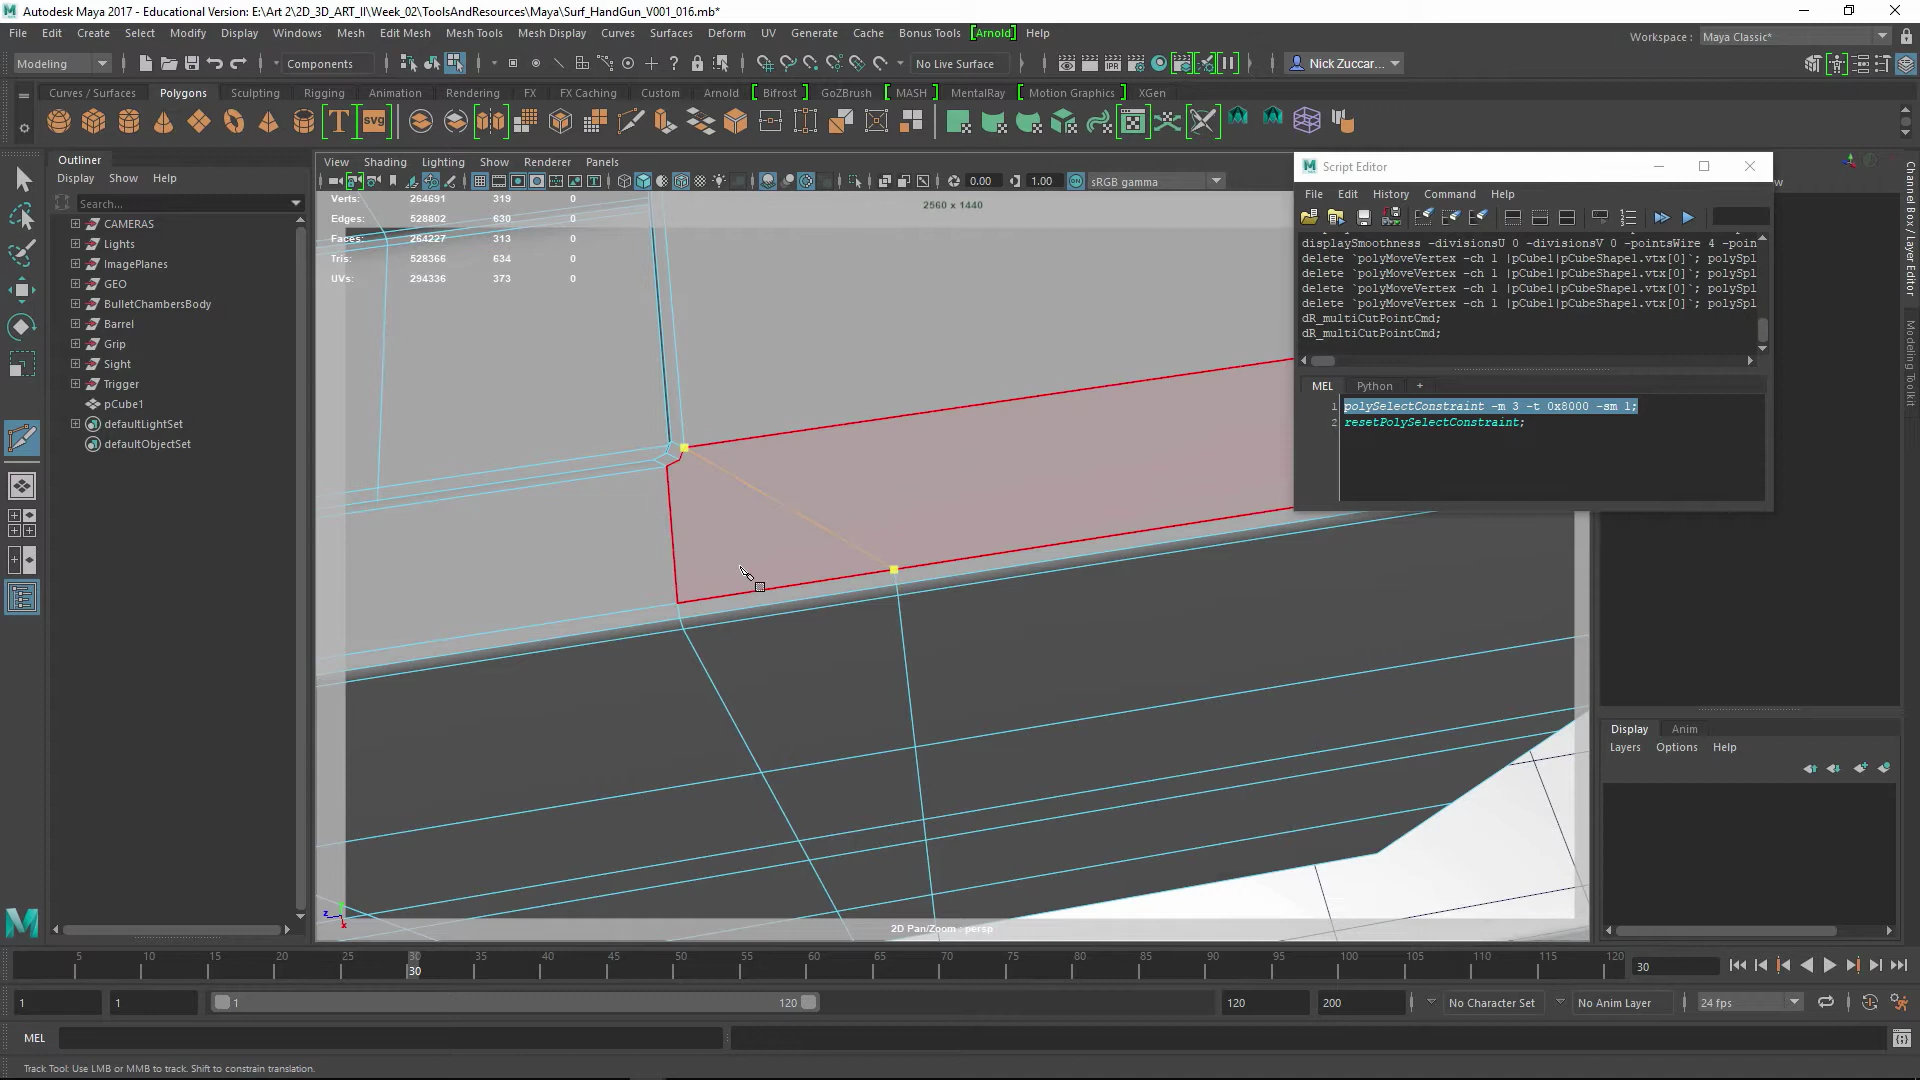 Autodesk Maya 2017 - Educational Version: E:\Art 2\2D_3D_ART_II\Week_02\ToolsAndResources\Maya\Surf_HandGun_V001_016.mb*
File Edit Create Select Modify Display Windows Mesh Edit Mesh Mesh Tools Mesh Display Curves Surfaces Deform UV Generate Cache Bonus Tools [Arnold] Help
Workspace : Maya Classic*
Modeling Components No Live Surface Nick Zuccar...
Curves / Surfaces Polygons Sculpting Rigging Animation Rendering FX FX Caching Custom Arnold [ Bifrost ] GoZBrush [ MASH ] MentalRay [ Motion Graphics ] XGen
T svg
Outliner
Display Show Help
Search...
CAMERAS
Lights
ImagePlanes
GEO
BulletChambersBody
Barrel
Grip
Sight
Trigger
pCube1
defaultLightSet
defaultObjectSet
View Shading Lighting Show Renderer Panels
0.00 1.00 ON sRGB gamma
2560 x 1440
Verts: 264691 319 0
Edges: 528802 630 0
Faces: 264227 313 0
Tris: 528366 634 0
UVs: 294336 373 0
2D Pan/Zoom : persp
z x
Script Editor
File Edit History Command Help
displaySmoothness -divisionsU 0 -divisionsV 0 -pointsWire 4 -poin
delete `polyMoveVertex -ch 1 |pCube1|pCubeShape1.vtx[0]`; polySpl
delete `polyMoveVertex -ch 1 |pCube1|pCubeShape1.vtx[0]`; polySpl
delete `polyMoveVertex -ch 1 |pCube1|pCubeShape1.vtx[0]`; polySpl
delete `polyMoveVertex -ch 1 |pCube1|pCubeShape1.vtx[0]`; polySpl
dR_multiCutPointCmd;
dR_multiCutPointCmd;
MEL Python +
1 polySelectConstraint -m 3 -t 0x8000 -sm 1;
2 resetPolySelectConstraint;
Channel Box / Layer Editor
Modeling Toolkit
Display Anim
Layers Options Help
5 10 15 20 25 30 35 40 45 50 55 60 65 70 75 80 85 90 95 100 105 110 115 120
30
30
1 1 1 120 120 200 No Character Set No Anim Layer 24 fps
MEL
Track Tool: Use LMB or MMB to track. Shift to constrain translation.